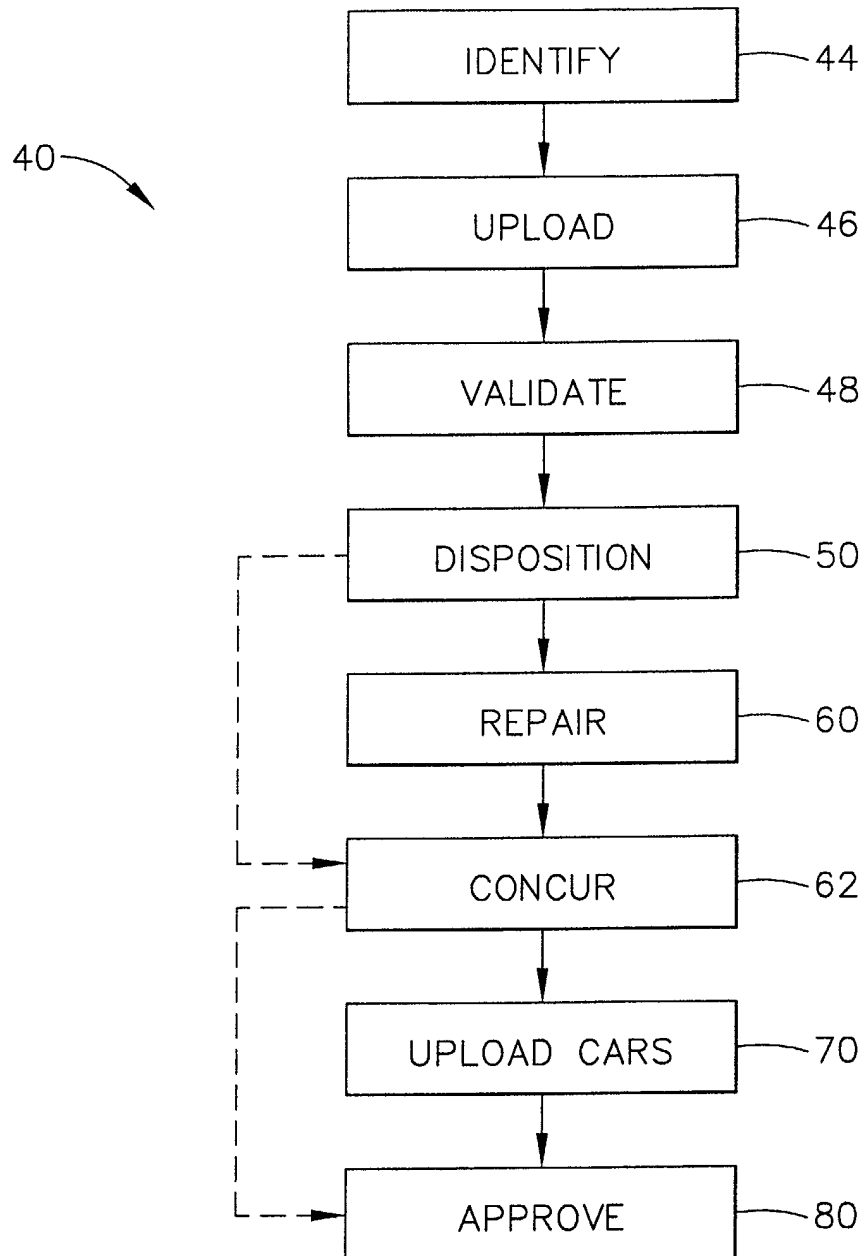 IDENTIFY 44
40
UPLOAD 46
VALIDATE 48
DISPOSITION 50
REPAIR 60
CONCUR 62
UPLOAD CARS 70
APPROVE 80